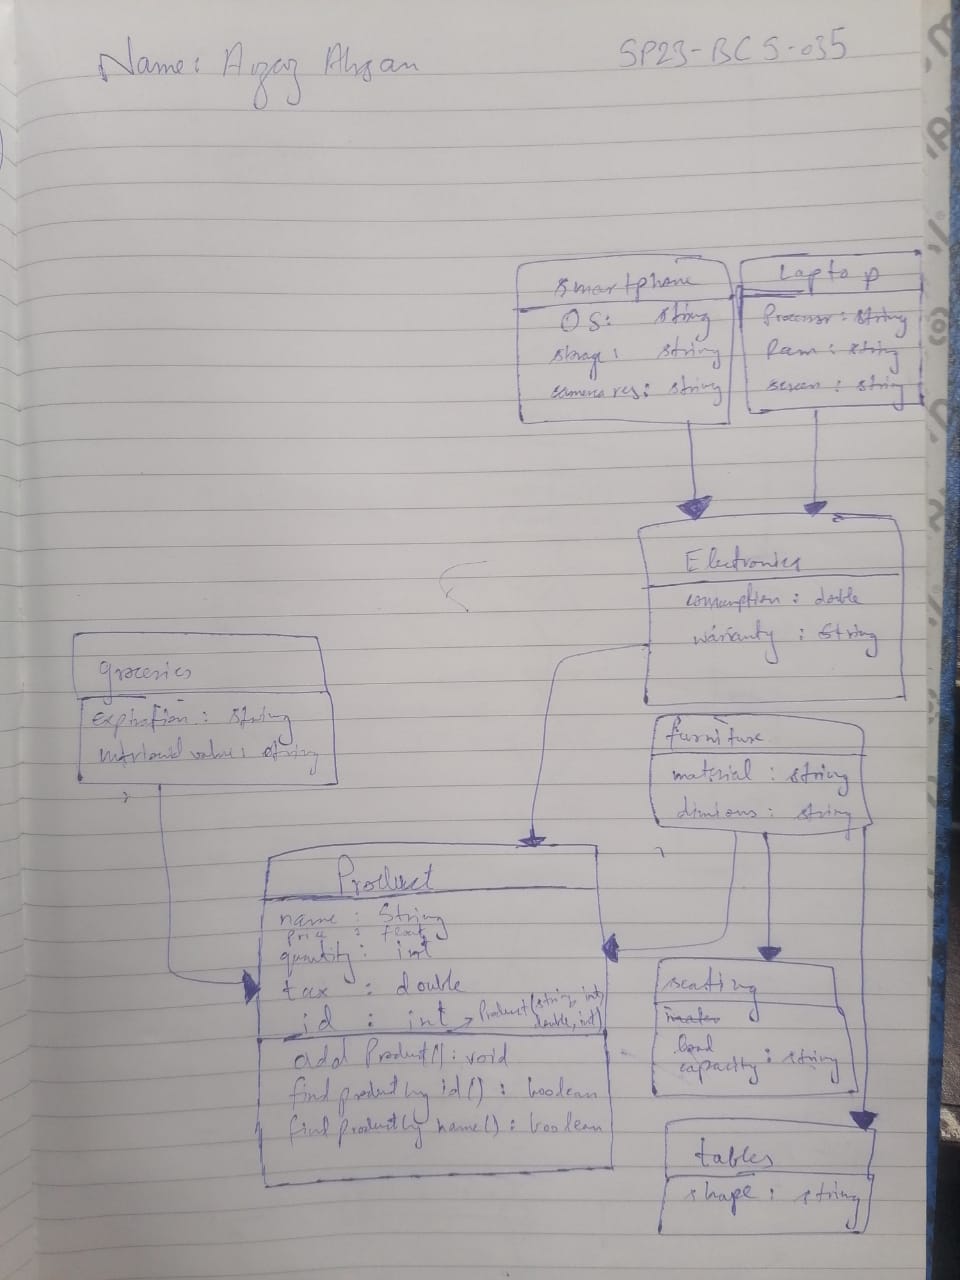 Name: Aizaz Ahsan
SP23-BCS-035
Smartphone
OS: string
storage: string
camera res: string
Laptop
Processor: string
Ram: string
screen: string
Electronics
consumption: double
warranty: String
groceries
expiration: string
nutritional value: string
furniture
material: string
string
Product
name: String
price: float
quantity: int
tax: double
id: int
Product(string, int,
double, int)
add Product(): void
find product by id(): boolean
find product by name(): boolean
seating
load
capacity: string
tables
shape: string